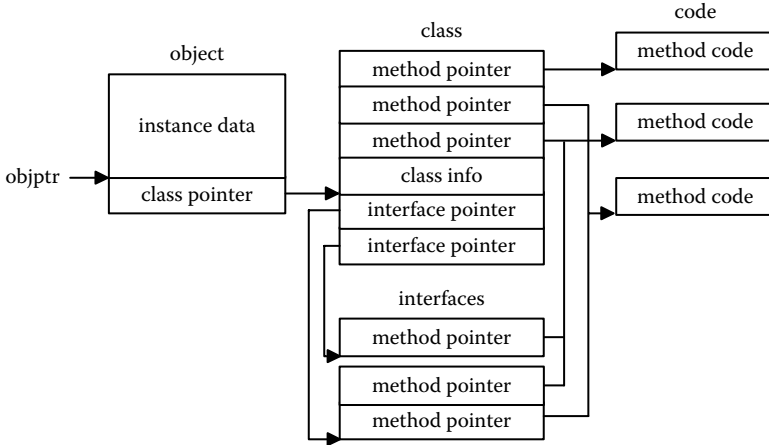 code
class
object
method code
method pointer
method pointer
instance data
method code
method pointer
objptr
class info
class pointer
method code
interface pointer
interface pointer
interfaces
method pointer
method pointer
method pointer